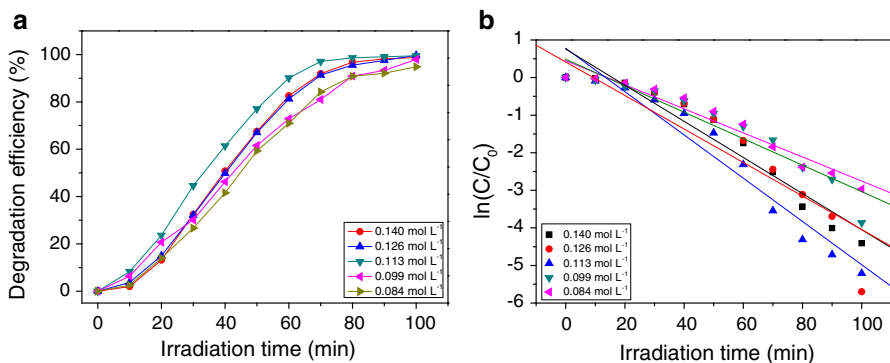 a
Degradation efficiency (%)
100
80
60
40
20
0
0 20 40 60 80 100
Irradiation time (min)
0.140 mol L⁻¹
0.126 mol L⁻¹
0.113 mol L⁻¹
0.099 mol L⁻¹
0.084 mol L⁻¹
b
ln(C/C₀)
1
0
-1
-2
-3
-4
-5
-6
0 20 40 60 80 100
Irradiation time (min)
0.140 mol L⁻¹
0.126 mol L⁻¹
0.113 mol L⁻¹
0.099 mol L⁻¹
0.084 mol L⁻¹